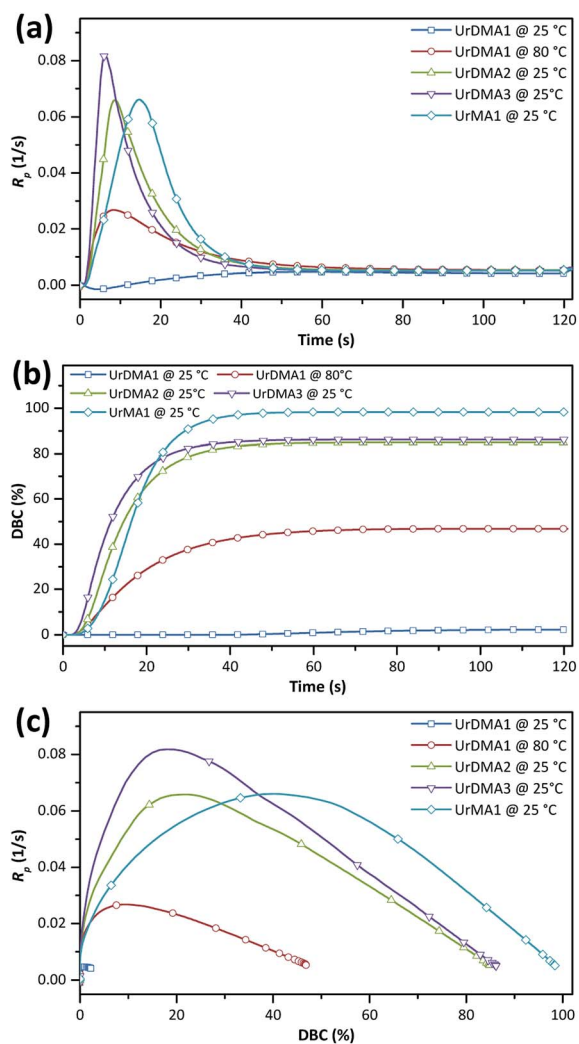 (a)
UrDMA1 @ 25 °C
UrDMA1 @ 80 °C
UrDMA2 @ 25 °C
UrDMA3 @ 25°C
UrMA1 @ 25 °C
0.08
0.06
0.04
0.02
0.00
Rp (1/s)
0 20 40 60 80 100 120
Time (s)
(b)
UrDMA1 @ 25 °C UrDMA1 @ 80°C
UrDMA2 @ 25°C UrDMA3 @ 25 °C
UrMA1 @ 25 °C
100
80
60
40
20
0
DBC (%)
0 20 40 60 80 100 120
Time (s)
(c)
UrDMA1 @ 25 °C
UrDMA1 @ 80 °C
UrDMA2 @ 25 °C
UrDMA3 @ 25°C
UrMA1 @ 25 °C
0.08
0.06
0.04
0.02
0.00
Rp (1/s)
0 20 40 60 80 100
DBC (%)